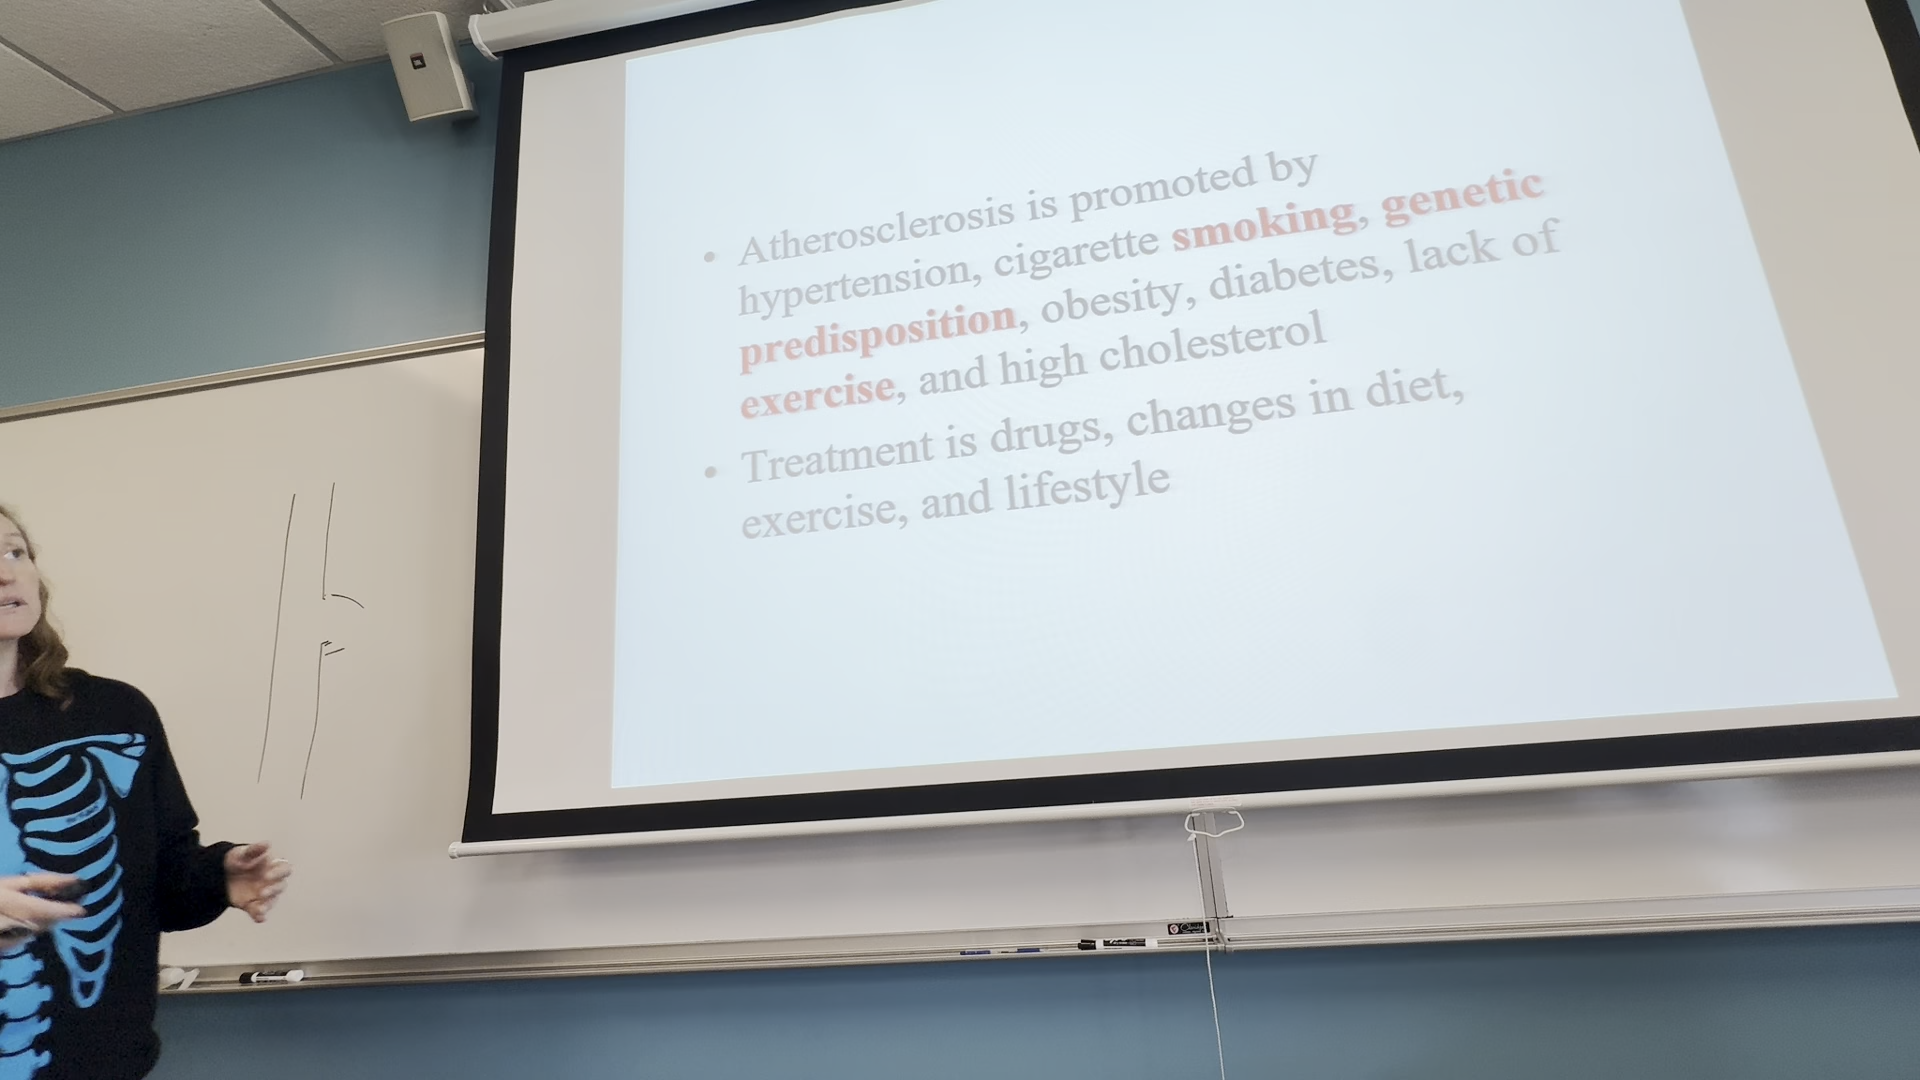 • Atherosclerosis is promoted by
hypertension, cigarette smoking, genetic
predisposition, obesity, diabetes, lack of
exercise, and high cholesterol
• Treatment is drugs, changes in diet,
exercise, and lifestyle